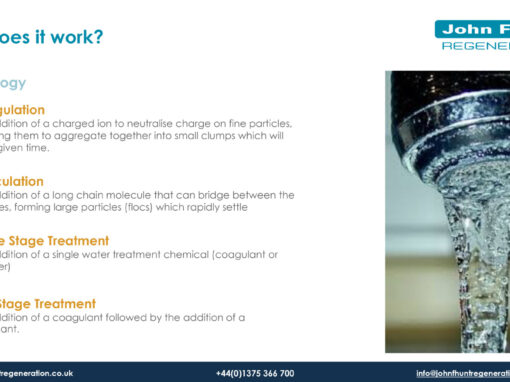 oes it work?
John F
REGENER
ogy
gulation
dition of a charged ion to neutralise charge on fine particles,
ng them to aggregate together into small clumps which will
given time.
culation
dition of a long chain molecule that can bridge between the
es, forming large particles (flocs) which rapidly settle
e Stage Treatment
dition of a single water treatment chemical (coagulant or
er)
Stage Treatment
dition of a coagulant followed by the addition of a
ant.
regeneration.co.uk
+44(0)1375 366 700
info@johnfhuntregenerati